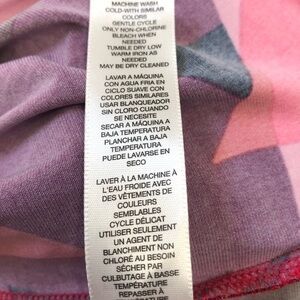 MACHINE WASH
COLD-WITH SIMILAR
COLORS
GENTLE CYCLE
ONLY NON-CHLORINE
BLEACH WHEN
NEEDED
TUMBLE DRY LOW
WARM IRON AS
NEEDED
MAY BE DRY CLEANED
LAVAR A MÁQUINA
CON AGUA FRIA EN
CICLO SUAVE CON
COLORES SIMILARES
USAR BLANQUEADOR
SIN CLORO CUANDO
SE NECESITE
SECAR A MÁQUINA A
BAJA TEMPERATURA
PLANCHAR A BAJA
TEMPERATURA
PUEDE LAVARSE EN
SECO
LAVER À LA MACHINE À
L'EAU FROIDE AVEC
DES VÊTEMENTS DE
COULEURS
SEMBLABLES
CYCLE DÉLICAT
UTILISER SEULEMENT
UN AGENT DE
BLANCHIMENT NON
CHLORÉ AU BESOIN
SÉCHER PAR
CULBUTAGE À BASSE
TEMPÉRATURE
REPASSER À